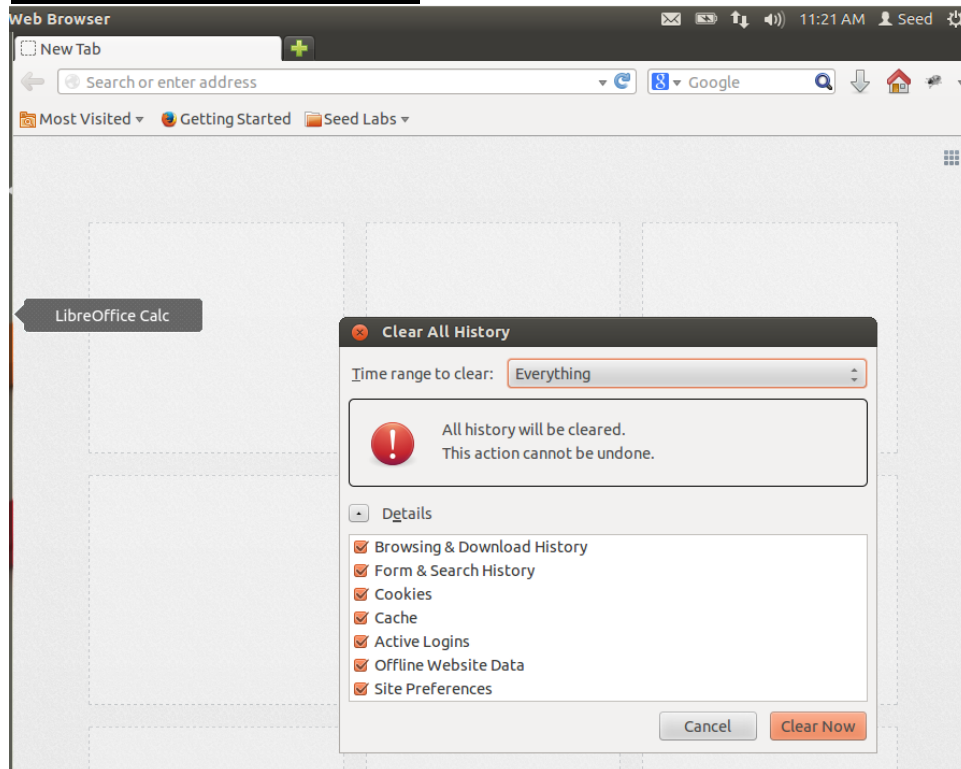 Web Browser 11:21 AM Seed
New Tab
Search or enter address 8 Google
Most Visited Getting Started Seed Labs
LibreOffice Calc
Clear All History
Time range to clear: Everything
All history will be cleared.
This action cannot be undone.
Details
Browsing & Download History
Form & Search History
Cookies
Cache
Active Logins
Offline Website Data
Site Preferences
Cancel Clear Now